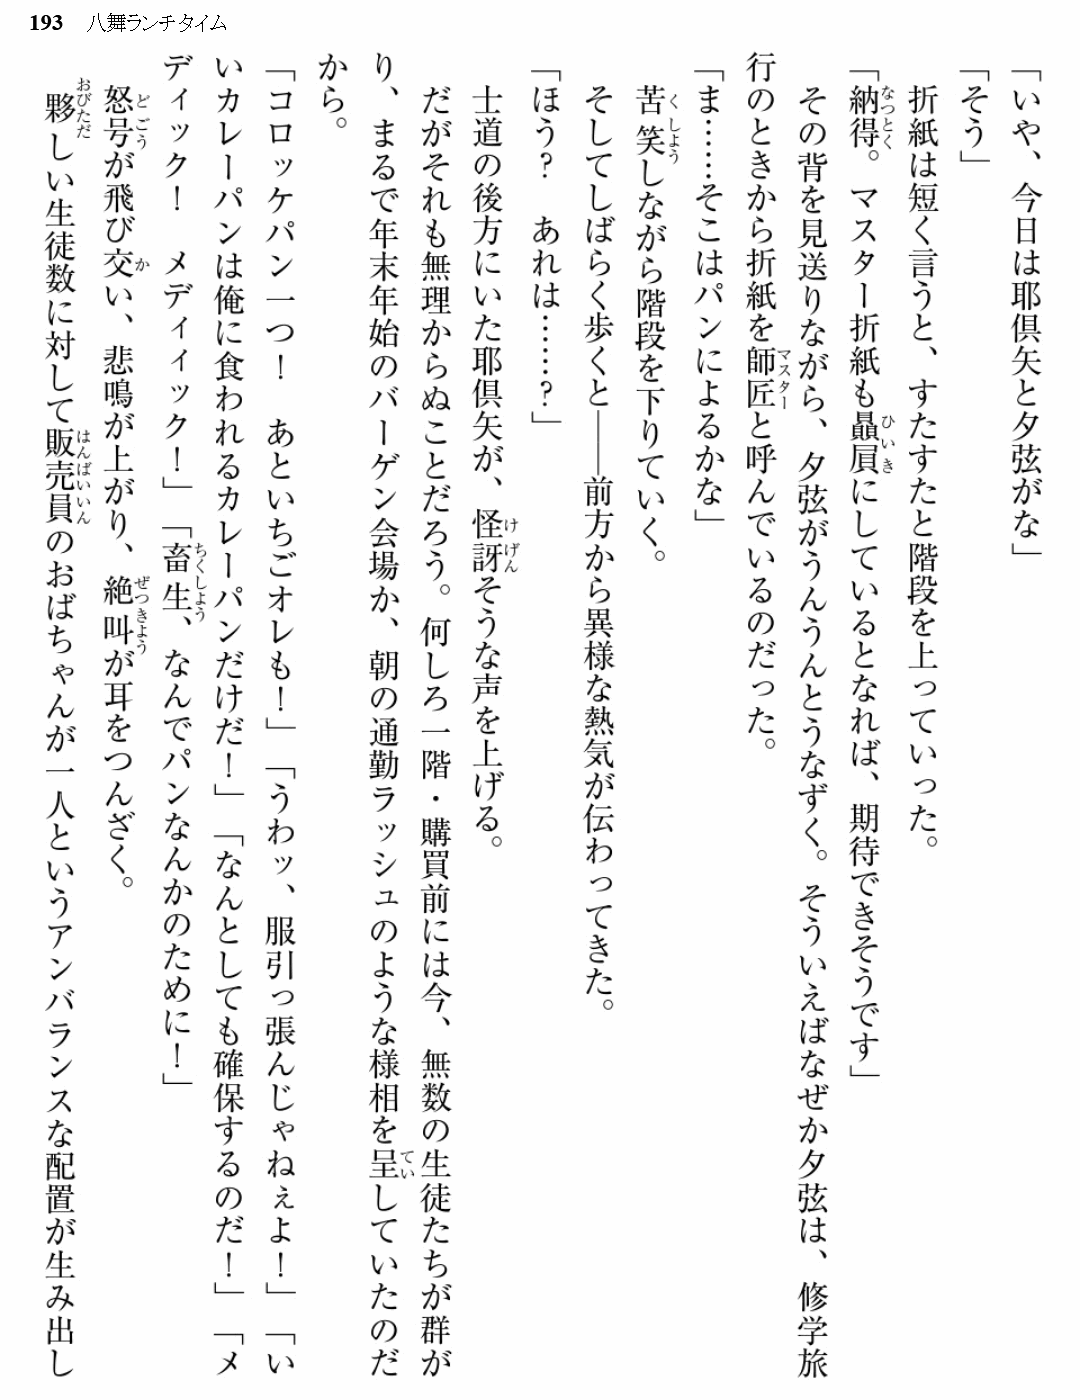 193 八舞ランチタイム
「いや、今日は耶倶矢と夕弦がな」
「そう」
折紙は短く言うと、すたすたと階段を上っていった。
「納得。マスター折紙も贔屓にしているとなれば、期待できそうです」
その背を見送りながら、夕弦がうんうんとうなずく。そういえばなぜか夕弦は、修学旅
行のときから折紙を師匠と呼んでいるのだった。
「ま……そこはパンによるかな」
苦笑しながら階段を下りていく。
そしてしばらく歩くと――前方から異様な熱気が伝わってきた。
「ほう？　あれは……？」
士道の後方にいた耶倶矢が、怪訝そうな声を上げる。
だがそれも無理からぬことだろう。何しろ一階・購買前には今、無数の生徒たちが群が
り、まるで年末年始のバーゲン会場か、朝の通勤ラッシュのような様相を呈していたのだ
から。
「コロッケパン一つ！　あといちごオレも！」「うわッ、服引っ張んじゃねぇよ！」「い
いカレーパンは俺に食われるカレーパンだけだ！」「なんとしても確保するのだ！」「メ
ディック！　メディィック！」「畜生、なんでパンなんかのために！」
怒号が飛び交い、悲鳴が上がり、絶叫が耳をつんざく。
夥しい生徒数に対して販売員のおばちゃんが一人というアンバランスな配置が生み出し